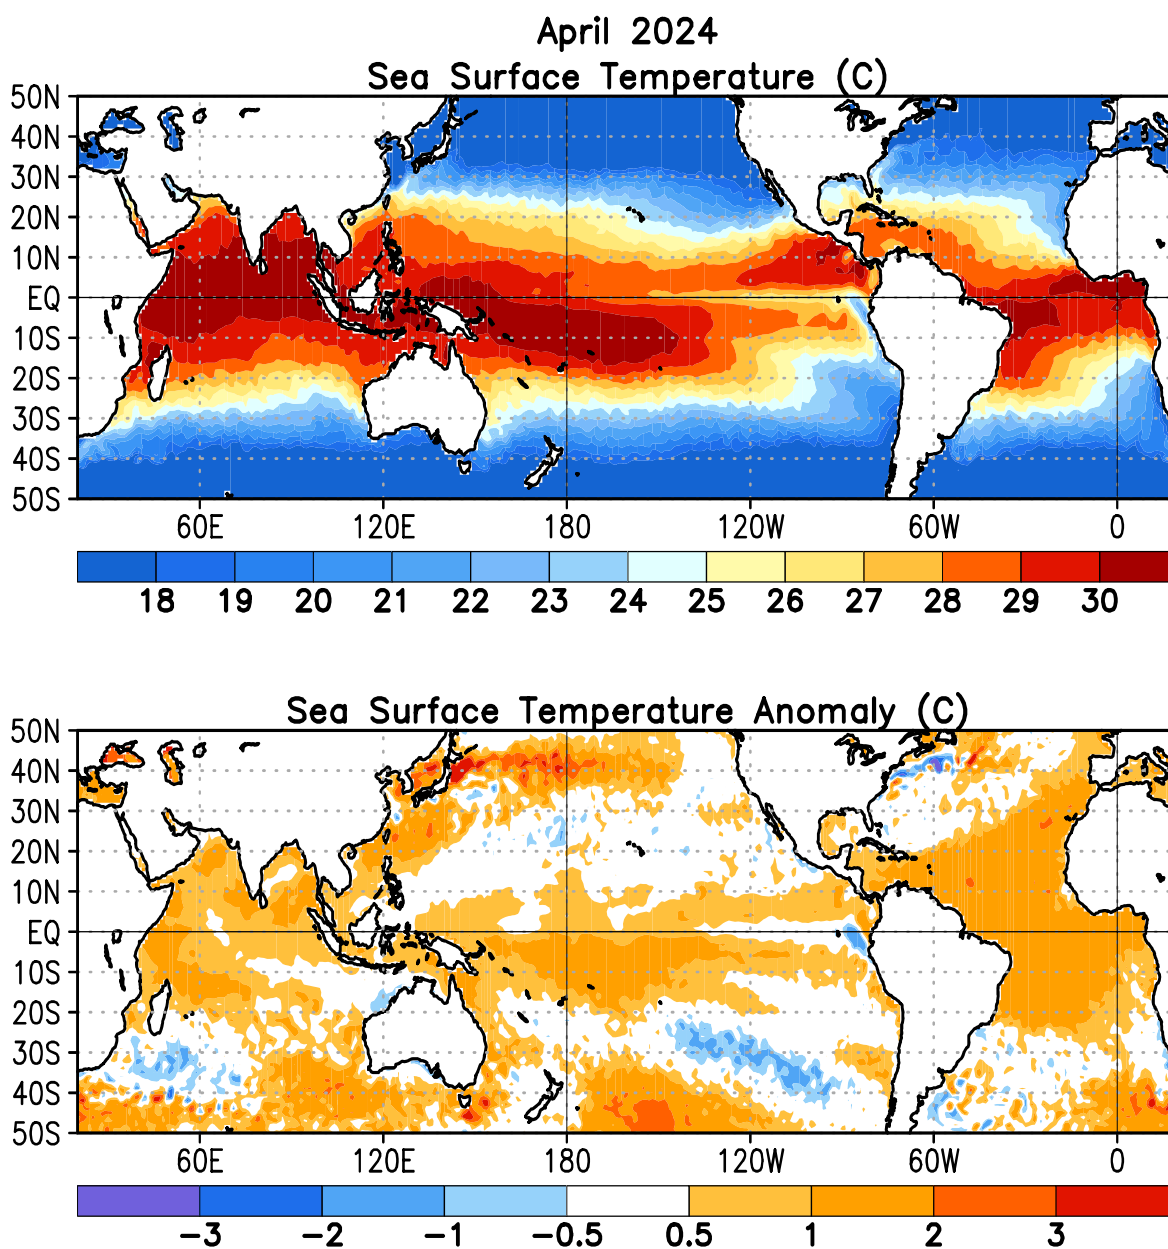 April 2024
Sea Surface Temperature (C)
50N
40N
30N
20N
10N
EQ
10S
20S
30S
40S
50S
60E 120E 180 120W 60W 0
18 19 20 21 22 23 24 25 26 27 28 29 30
Sea Surface Temperature Anomaly (C)
50N
40N
30N
20N
10N
EQ
10S
20S
30S
40S
50S
60E 120E 180 120W 60W 0
-3 -2 -1 -0.5 0.5 1 2 3